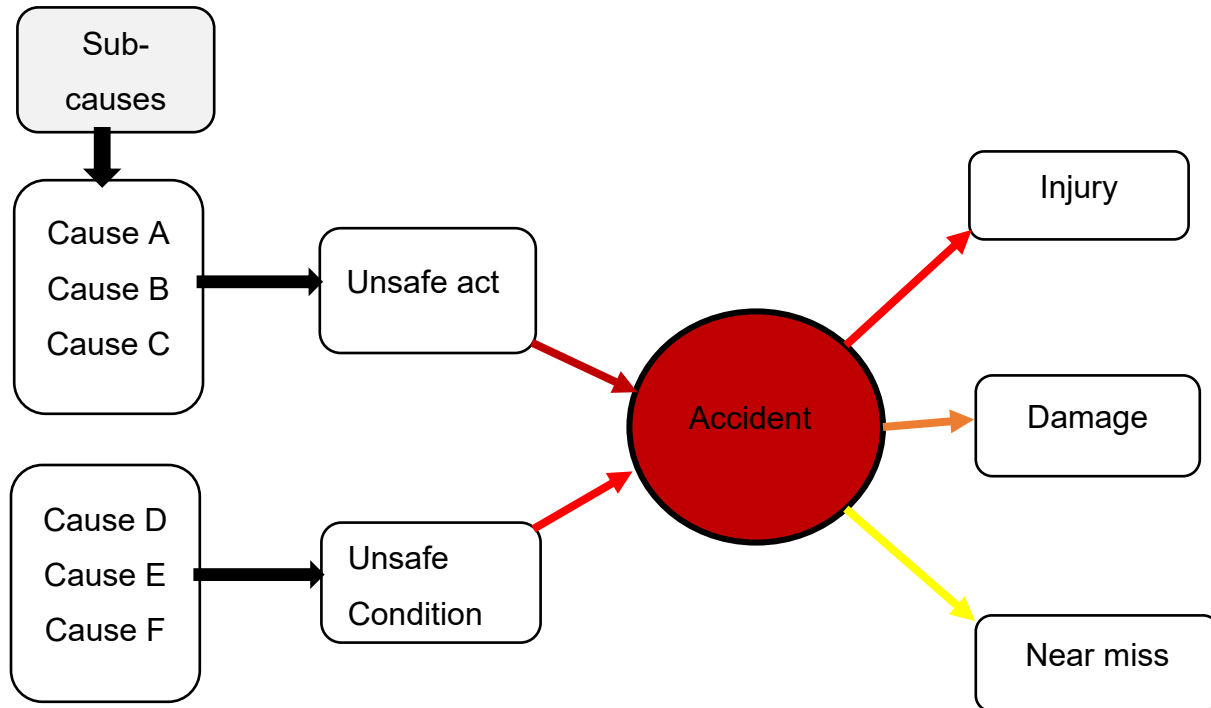 Sub-
causes
Cause A
Cause B
Cause C
Unsafe act
Cause D
Cause E
Cause F
Unsafe
Condition
Accident
Injury
Damage
Near miss